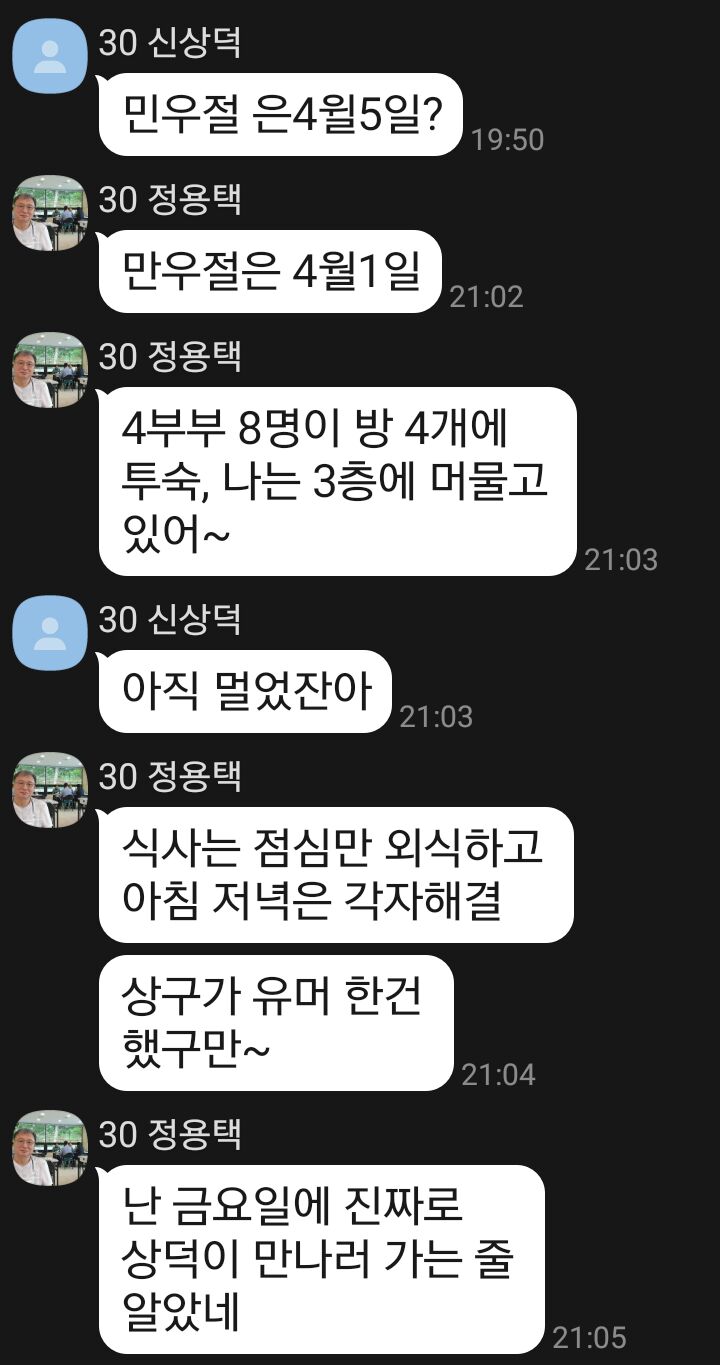 30 신상덕
민우절 은4월5일?
19:50
30 정용택
만우절은 4월1일
21:02
30 정용택
4부부 8명이 방 4개에
투숙, 나는 3층에 머물고
있어~
21:03
30 신상덕
아직 멀었잔아
21:03
30 정용택
식사는 점심만 외식하고
아침 저녁은 각자해결
상구가 유머 한건
했구만~
21:04
30 정용택
난 금요일에 진짜로
상덕이 만나러 가는 줄
알았네
21:05